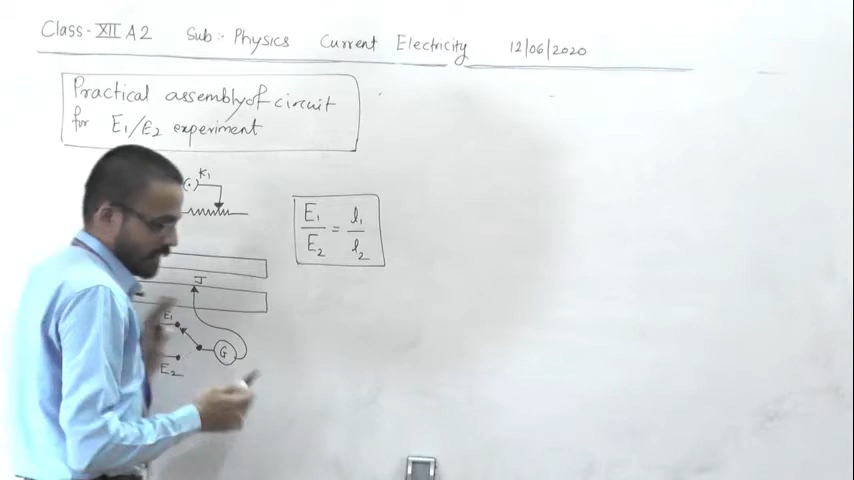 Class - XII A2 Sub :- Physics Current Electricity 12/06/2020
Practical assembly of circuit
for E1/E2 experiment
K1
E1/E2 = l1/l2
J
E1
G
E2